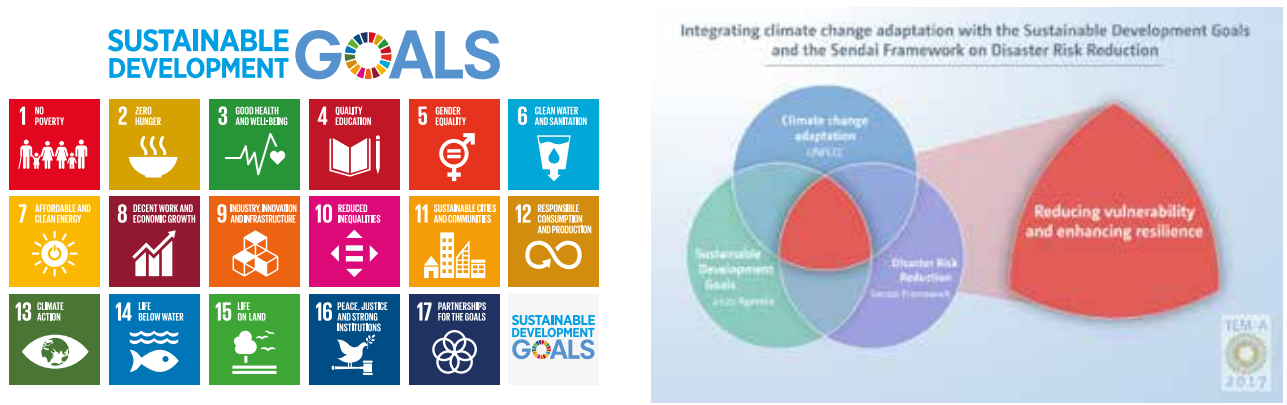 SUSTAINABLE
DEVELOPMENT GOALS
1 NO
POVERTY
2 ZERO
HUNGER
3 GOOD HEALTH
AND WELL-BEING
4 QUALITY
EDUCATION
5 GENDER
EQUALITY
6 CLEAN WATER
AND SANITATION
7 AFFORDABLE AND
CLEAN ENERGY
8 DECENT WORK AND
ECONOMIC GROWTH
9 INDUSTRY, INNOVATION
AND INFRASTRUCTURE
10 REDUCED
INEQUALITIES
11 SUSTAINABLE CITIES
AND COMMUNITIES
12 RESPONSIBLE
CONSUMPTION
AND PRODUCTION
13 CLIMATE
ACTION
14 LIFE
BELOW WATER
15 LIFE
ON LAND
16 PEACE, JUSTICE
AND STRONG
INSTITUTIONS
17 PARTNERSHIPS
FOR THE GOALS
SUSTAINABLE
DEVELOPMENT
GOALS
Integrating climate change adaptation with the Sustainable Development Goals
and the Sendai Framework on Disaster Risk Reduction
Climate change
adaptation
UNFCCC
Sustainable
Development
Goals
2030 Agenda
Disaster Risk
Reduction
Sendai Framework
Reducing vulnerability
and enhancing resilience
TEM-A
2017